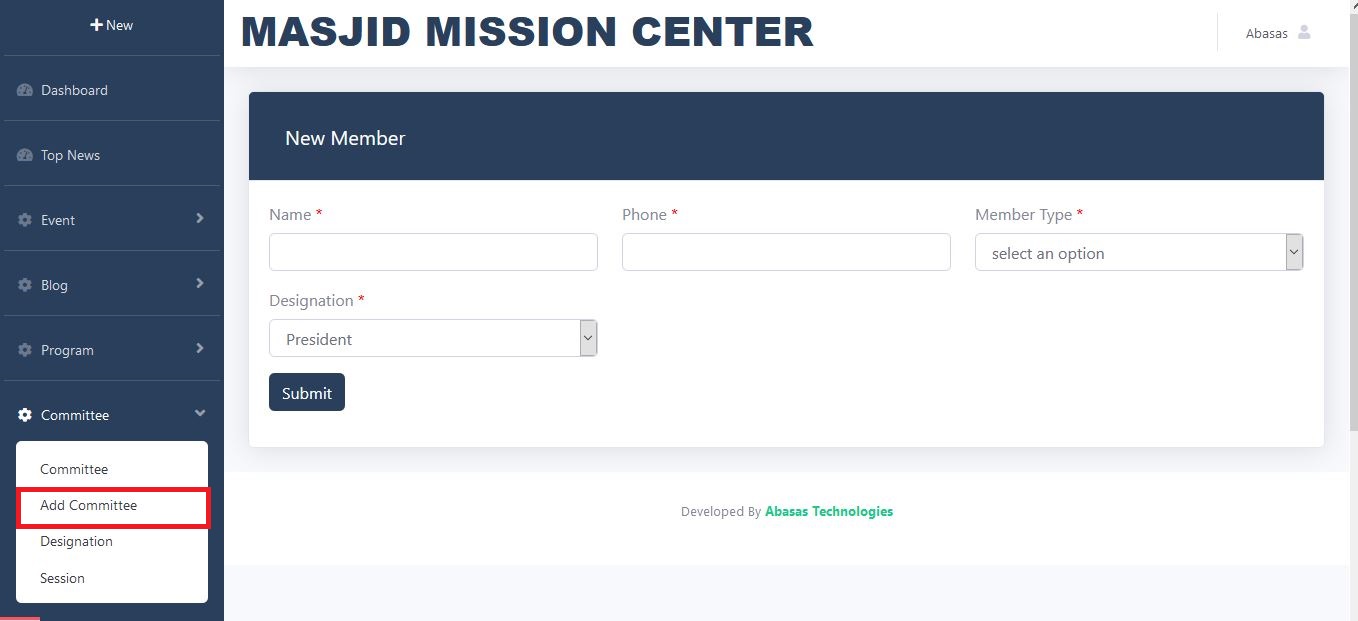 New
Dashboard
Top News
Event
Blog
Program
Committee
Committee
Add Committee
Designation
Session
MASJID MISSION CENTER
Abasas
New Member
Name *
Phone *
Member Type *
select an option
Designation *
President
Submit
Developed By Abasas Technologies